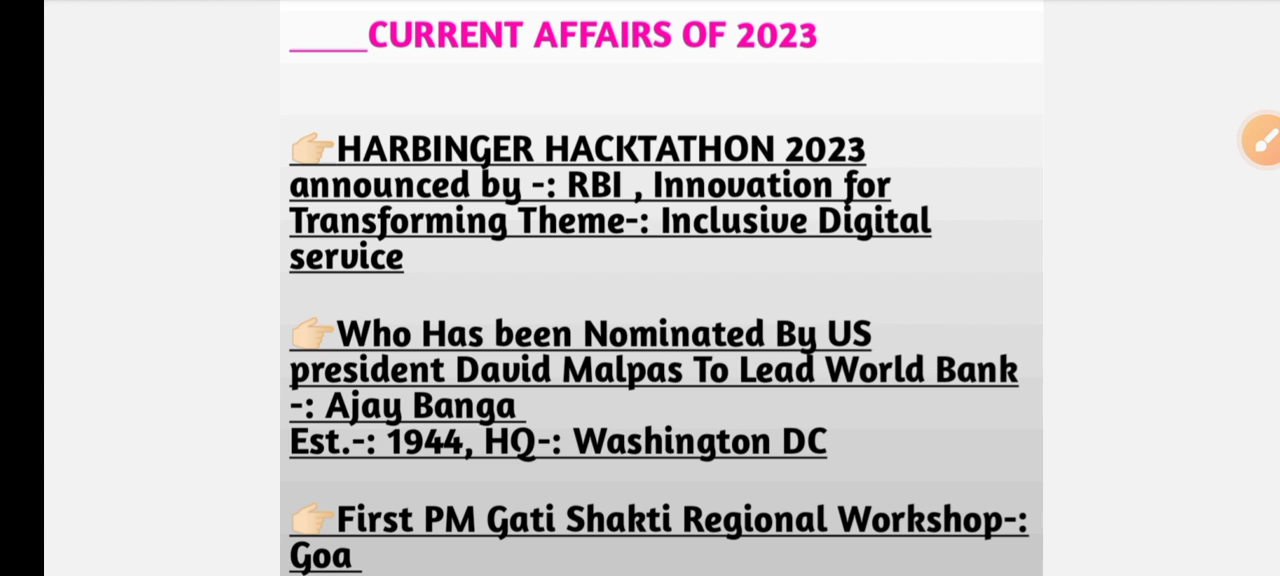 ____CURRENT AFFAIRS OF 2023
👉🏻HARBINGER HACKTATHON 2023
announced by -: RBI , Innovation for
Transforming Theme-: Inclusive Digital
service
👉🏻Who Has been Nominated By US
president David Malpas To Lead World Bank
-: Ajay Banga
Est.-: 1944, HQ-: Washington DC
👉🏻First PM Gati Shakti Regional Workshop-:
Goa